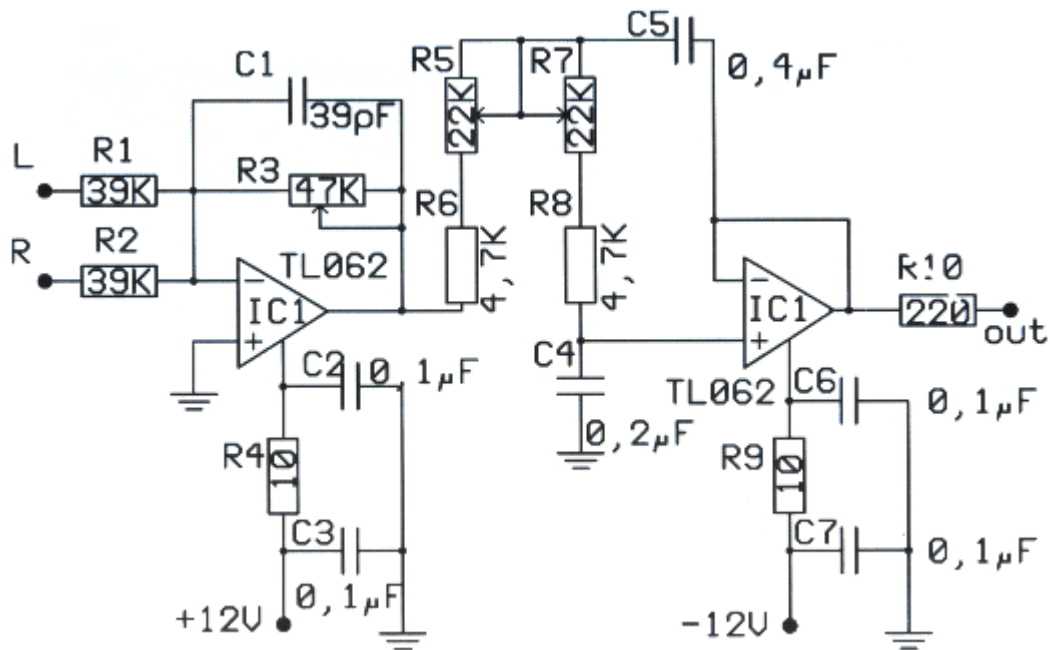 C5
R5
R7
0,4µF
C1
22K
22K
39pF
L
R1
R3
39K
47K
R6
R8
R
R2
TL062
4,7K
4,7K
R10
39K
IC1
IC1
220
out
C4
C2
0 1µF
TL062
C6
0,1µF
0,2µF
R4
10
R9
10
C3
C7
0,1µF
0,1µF
+12V
-12V